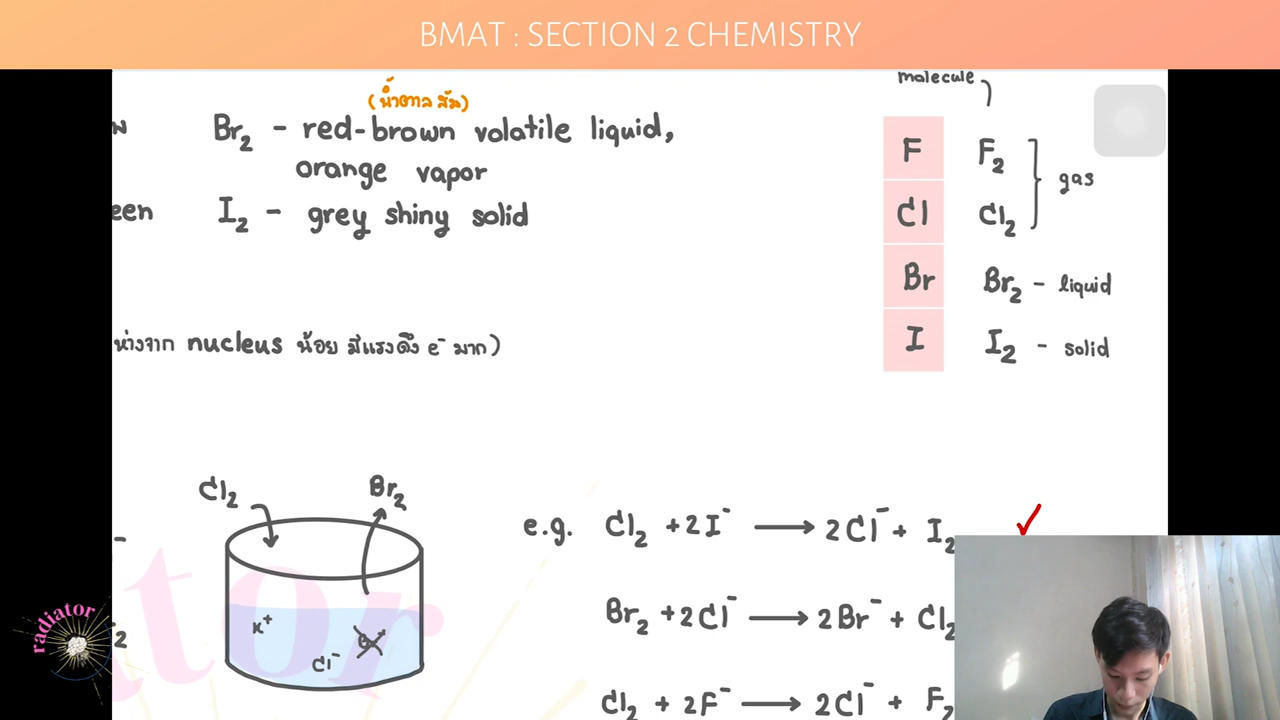 BMAT : SECTION 2 CHEMISTRY
molecule
(น้ำตาลส้ม)
Br₂ - red-brown volatile liquid,
orange vapor
een I₂ - grey shiny solid
F F₂
Cl Cl₂
gas
Br Br₂ - liquid
I I₂ - solid
ห่างจาก nucleus น้อย มีแรงดึง e⁻ มาก)
Cl₂
Br₂
K⁺
Cl⁻
e.g. Cl₂ + 2I⁻ ⟶ 2Cl⁻ + I₂ ✓
Br₂ + 2Cl⁻ ⟶ 2Br⁻ + Cl₂
Cl₂ + 2F⁻ ⟶ 2Cl⁻ + F₂
radiator